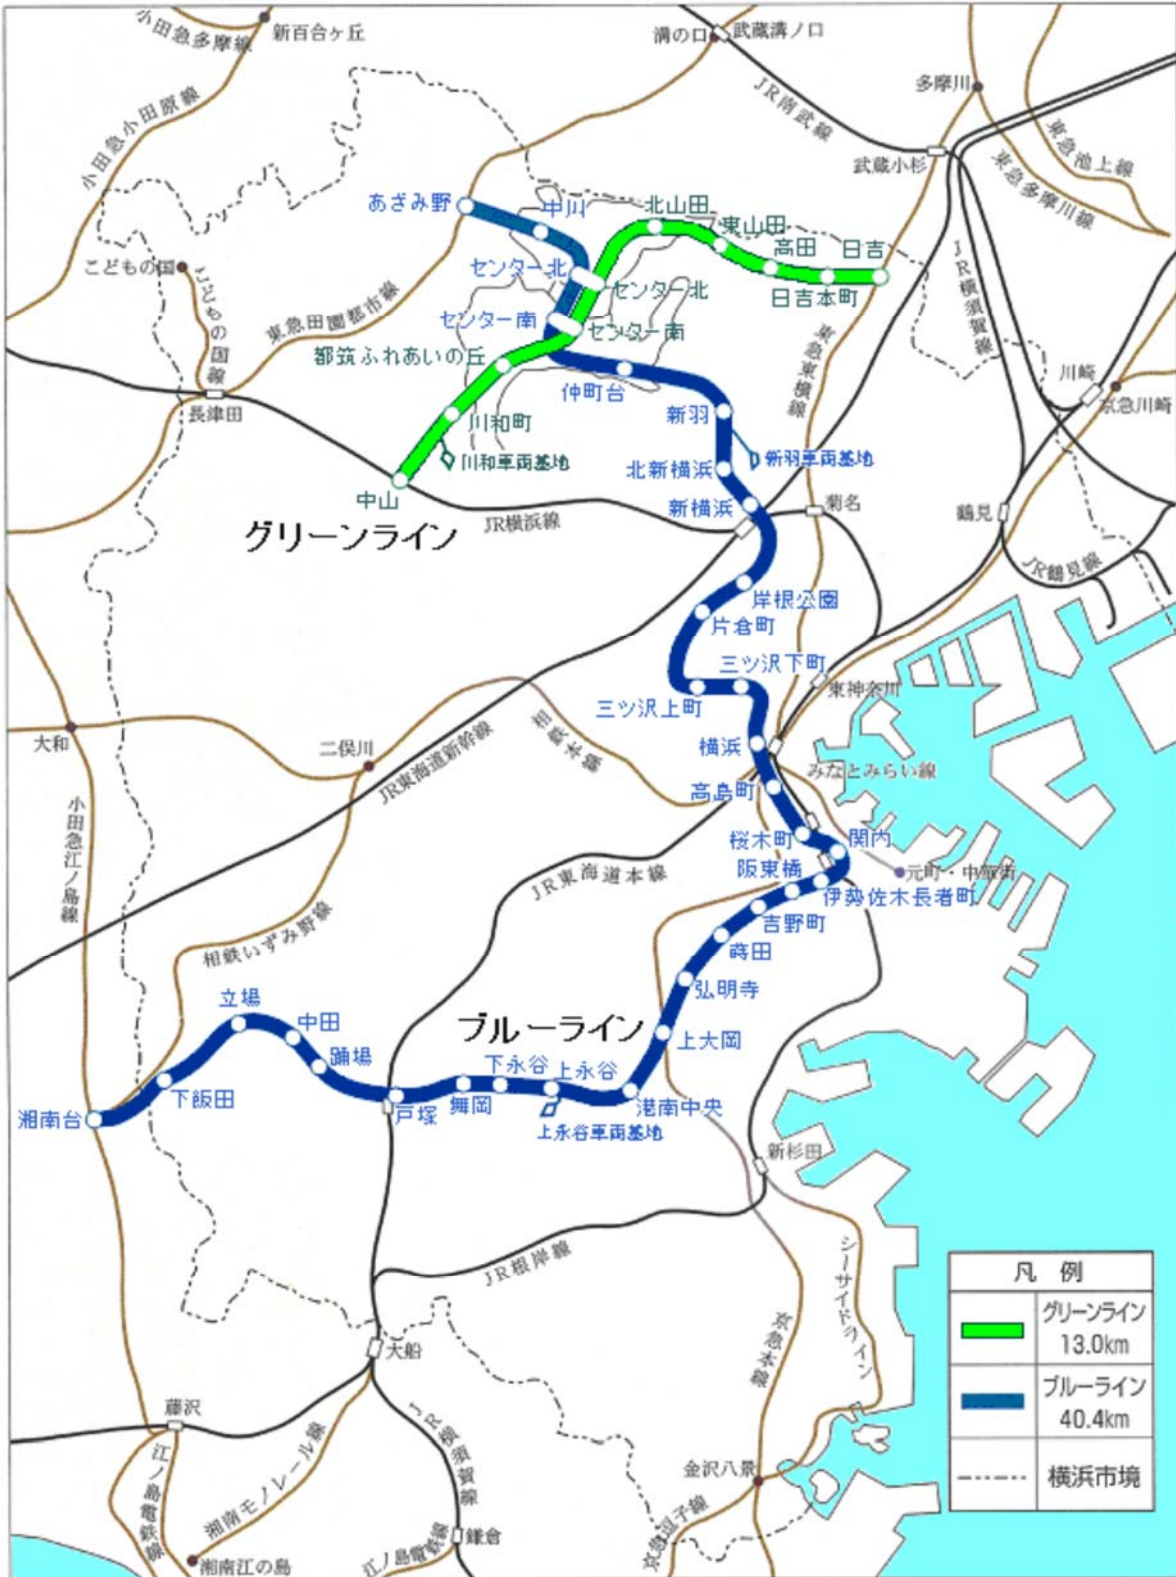 小田急多摩線
新百合ヶ丘
溝の口
武蔵溝ノ口
多摩川
小田急小田原線
JR南武線
武蔵小杉
東急池上線
東急多摩川線
あざみ野
中川
北山田
東山田
高田
日吉
こどもの国
センター北
センター北
日吉本町
JR横須賀線
こどもの国線
東急田園都市線
センター南
センター南
東急東横線
都筑ふれあいの丘
仲町台
川崎
京急川崎
長津田
川和町
新羽
川和車両基地
新羽車両基地
北新横浜
中山
新横浜
菊名
鶴見
グリーンライン
JR横浜線
JR鶴見線
岸根公園
片倉町
三ツ沢下町
東神奈川
三ツ沢上町
大和
二俣川
JR東海道新幹線
相鉄本線
横浜
みなとみらい線
高島町
小田急江ノ島線
桜木町
関内
JR東海道本線
阪東橋
元町・中華街
伊勢佐木長者町
吉野町
相鉄いずみ野線
蒔田
弘明寺
立場
中田
ブルーライン
上大岡
踊場
下永谷
上永谷
湘南台
下飯田
戸塚
舞岡
港南中央
上永谷車両基地
新杉田
JR根岸線
シーサイドライン
京急本線
大船
藤沢
JR横須賀線
江ノ島電鉄線
湘南モノレール線
金沢八景
京急逗子線
鎌倉
江ノ島電鉄線
湘南江の島
凡 例
グリーンライン
13.0km
ブルーライン
40.4km
横浜市境